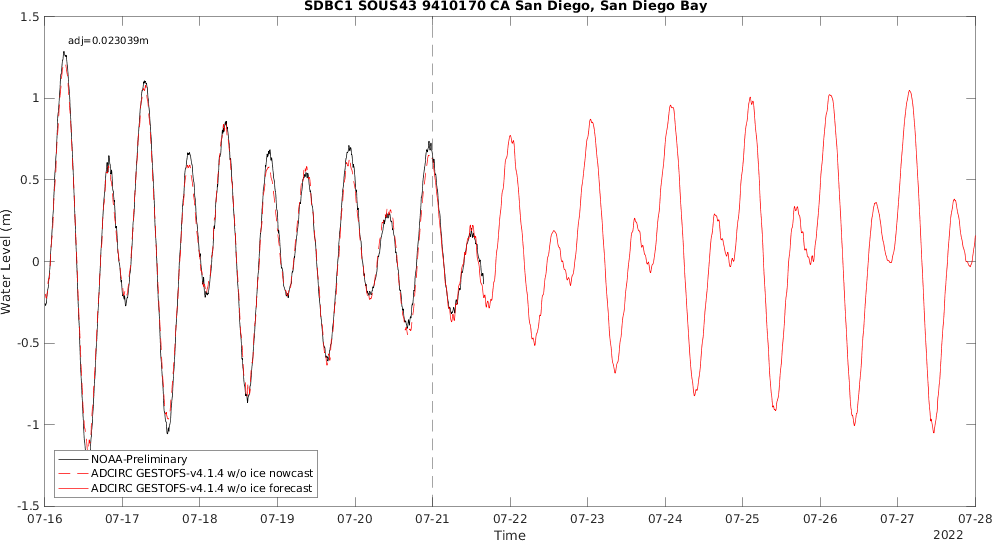 SDBC1 SOUS43 9410170 CA San Diego, San Diego Bay
adj=0.023039m
1.5
1
0.5
0
-0.5
-1
-1.5
Water Level (m)
NOAA-Preliminary
ADCIRC GESTOFS-v4.1.4 w/o ice nowcast
ADCIRC GESTOFS-v4.1.4 w/o ice forecast
07-16 07-17 07-18 07-19 07-20 07-21 07-22 07-23 07-24 07-25 07-26 07-27 07-28
Time
2022